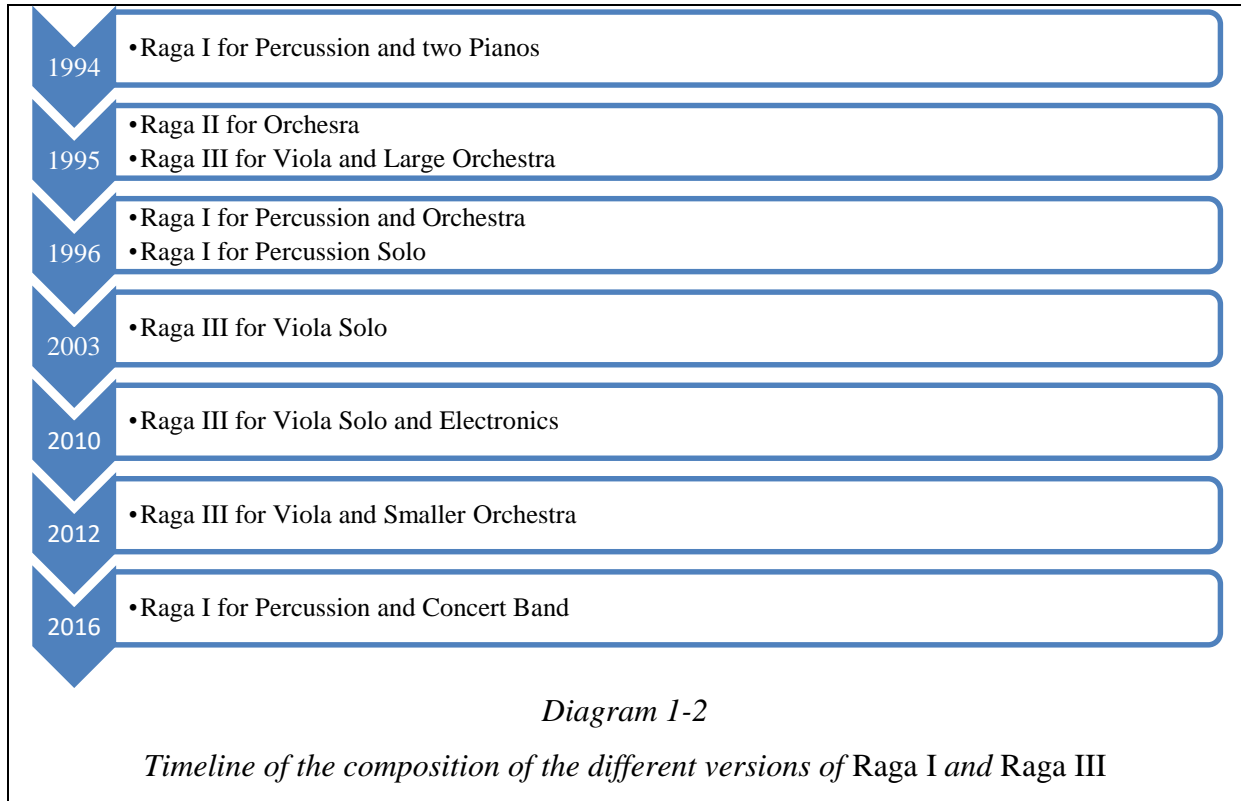 1994
•Raga I for Percussion and two Pianos
1995
•Raga II for Orchesra
•Raga III for Viola and Large Orchestra
1996
•Raga I for Percussion and Orchestra
•Raga I for Percussion Solo
2003
•Raga III for Viola Solo
2010
•Raga III for Viola Solo and Electronics
2012
•Raga III for Viola and Smaller Orchestra
2016
•Raga I for Percussion and Concert Band
Diagram 1-2
Timeline of the composition of the different versions of Raga I and Raga III